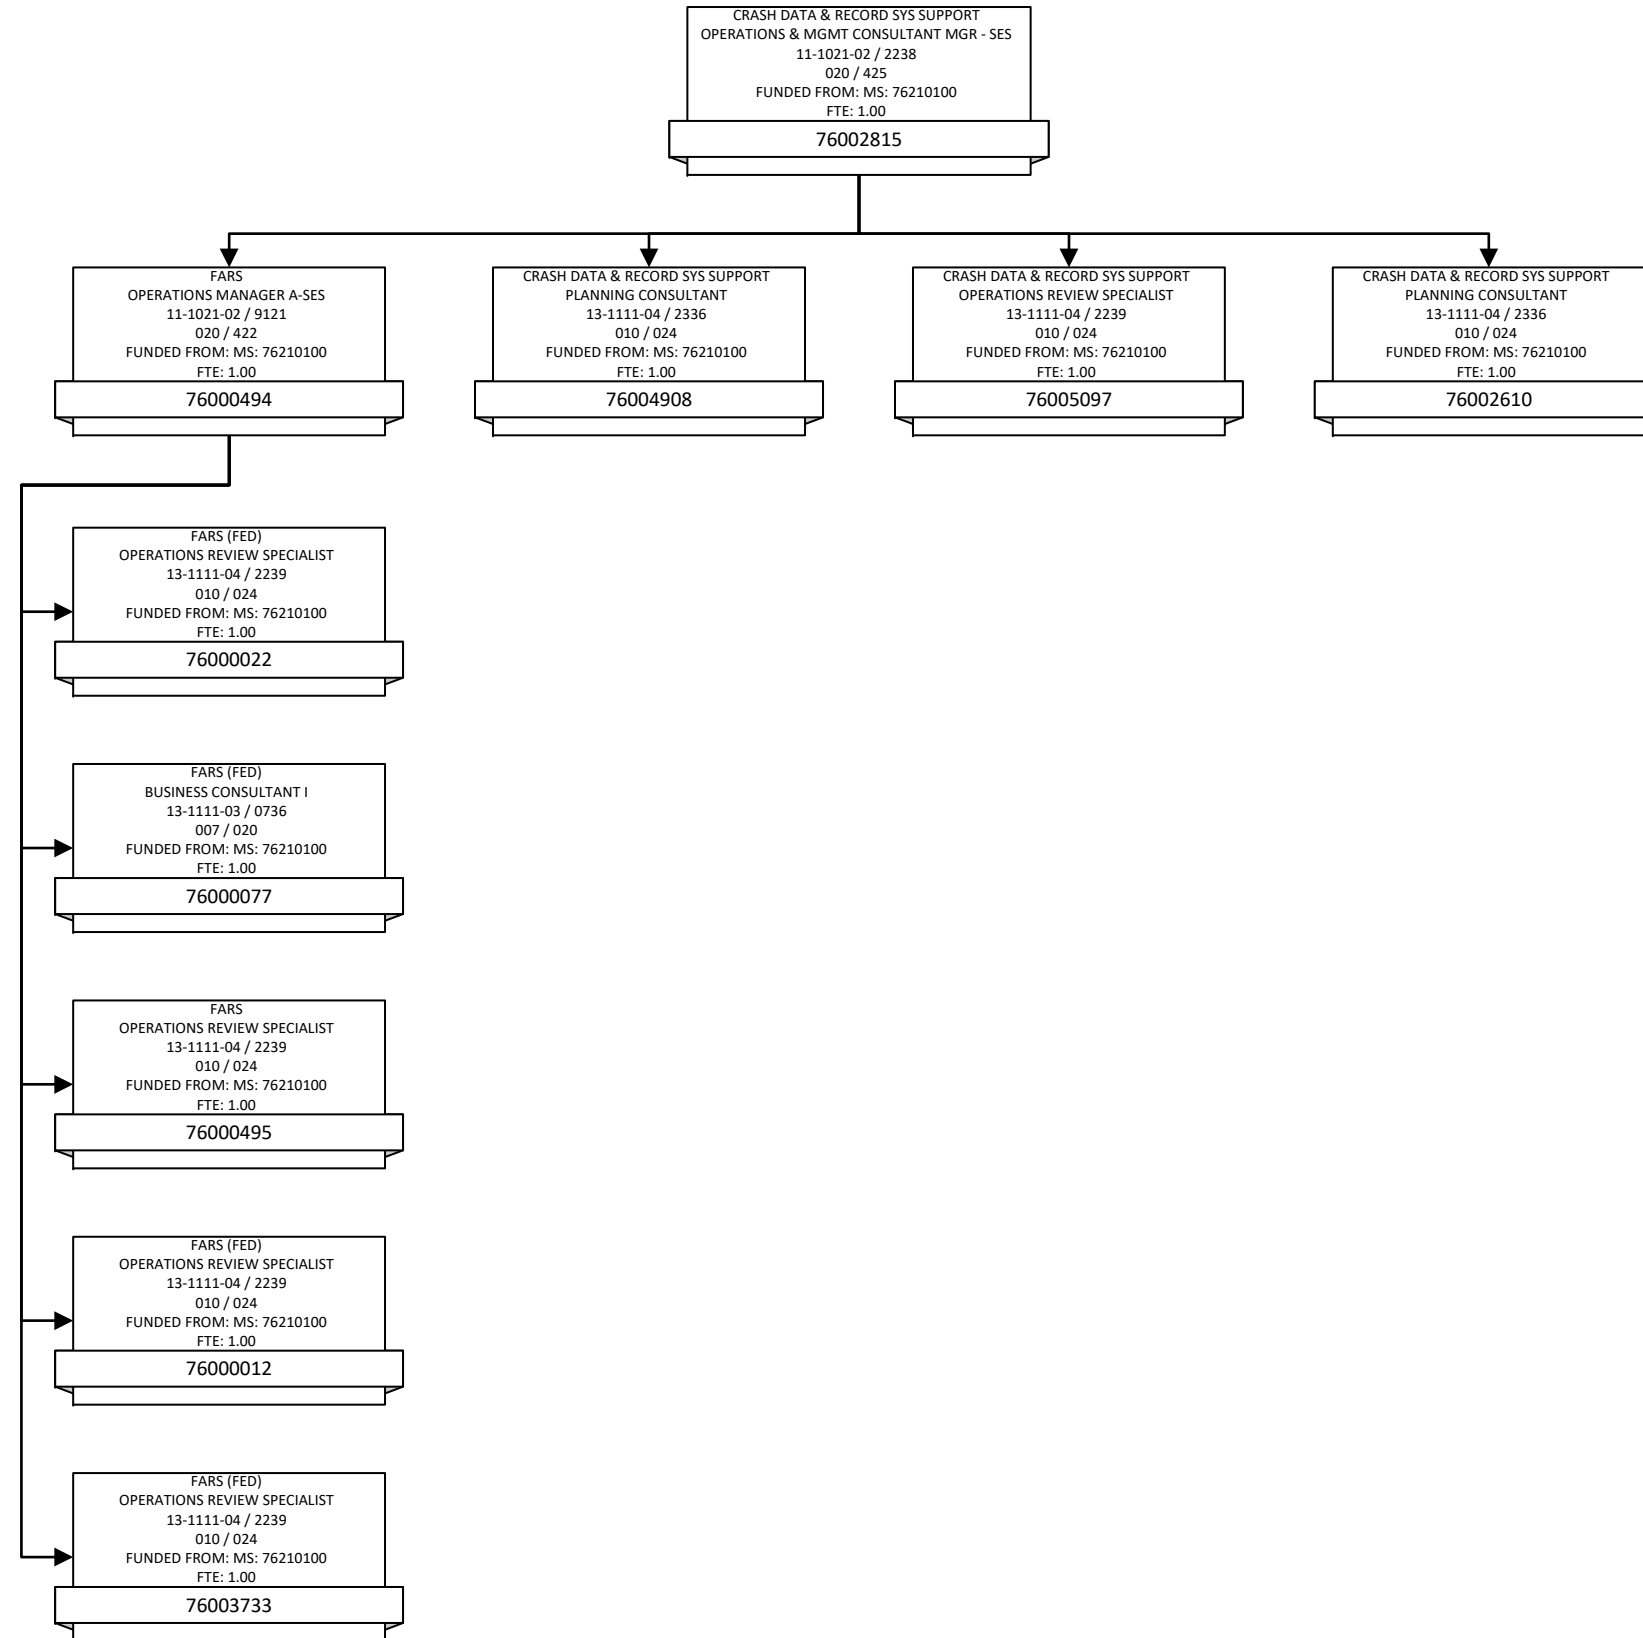 CRASH DATA & RECORD SYS SUPPORT
OPERATIONS & MGMT CONSULTANT MGR - SES
11-1021-02 / 2238
020 / 425
FUNDED FROM: MS: 76210100
FTE: 1.00
76002815
FARS
OPERATIONS MANAGER A-SES
11-1021-02 / 9121
020 / 422
FUNDED FROM: MS: 76210100
FTE: 1.00
76000494
CRASH DATA & RECORD SYS SUPPORT
PLANNING CONSULTANT
13-1111-04 / 2336
010 / 024
FUNDED FROM: MS: 76210100
FTE: 1.00
76004908
CRASH DATA & RECORD SYS SUPPORT
OPERATIONS REVIEW SPECIALIST
13-1111-04 / 2239
010 / 024
FUNDED FROM: MS: 76210100
FTE: 1.00
76005097
CRASH DATA & RECORD SYS SUPPORT
PLANNING CONSULTANT
13-1111-04 / 2336
010 / 024
FUNDED FROM: MS: 76210100
FTE: 1.00
76002610
FARS (FED)
OPERATIONS REVIEW SPECIALIST
13-1111-04 / 2239
010 / 024
FUNDED FROM: MS: 76210100
FTE: 1.00
76000022
FARS (FED)
BUSINESS CONSULTANT I
13-1111-03 / 0736
007 / 020
FUNDED FROM: MS: 76210100
FTE: 1.00
76000077
FARS
OPERATIONS REVIEW SPECIALIST
13-1111-04 / 2239
010 / 024
FUNDED FROM: MS: 76210100
FTE: 1.00
76000495
FARS (FED)
OPERATIONS REVIEW SPECIALIST
13-1111-04 / 2239
010 / 024
FUNDED FROM: MS: 76210100
FTE: 1.00
76000012
FARS (FED)
OPERATIONS REVIEW SPECIALIST
13-1111-04 / 2239
010 / 024
FUNDED FROM: MS: 76210100
FTE: 1.00
76003733